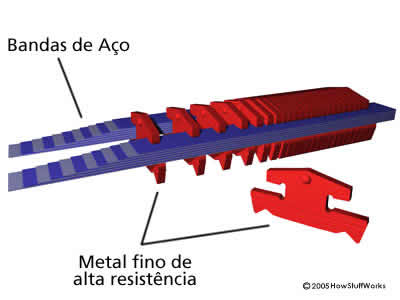 Bandas de Aço
Metal fino de
alta resistência
© 2005 HowStuffWorks